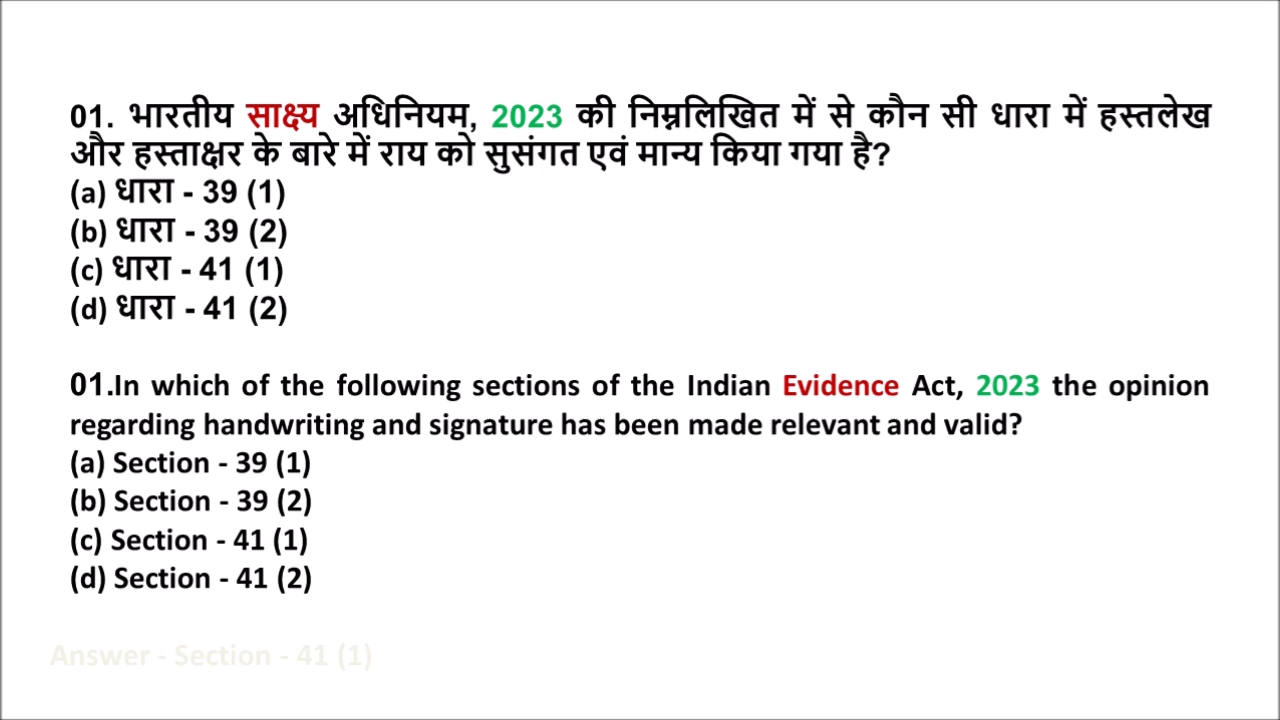 01. भारतीय साक्ष्य अधिनियम, 2023 की निम्नलिखित में से कौन सी धारा में हस्तलेख
और हस्ताक्षर के बारे में राय को सुसंगत एवं मान्य किया गया है?
(a) धारा - 39 (1)
(b) धारा - 39 (2)
(c) धारा - 41 (1)
(d) धारा - 41 (2)
01.In which of the following sections of the Indian Evidence Act, 2023 the opinion
regarding handwriting and signature has been made relevant and valid?
(a) Section - 39 (1)
(b) Section - 39 (2)
(c) Section - 41 (1)
(d) Section - 41 (2)
Answer - Section - 41 (1)